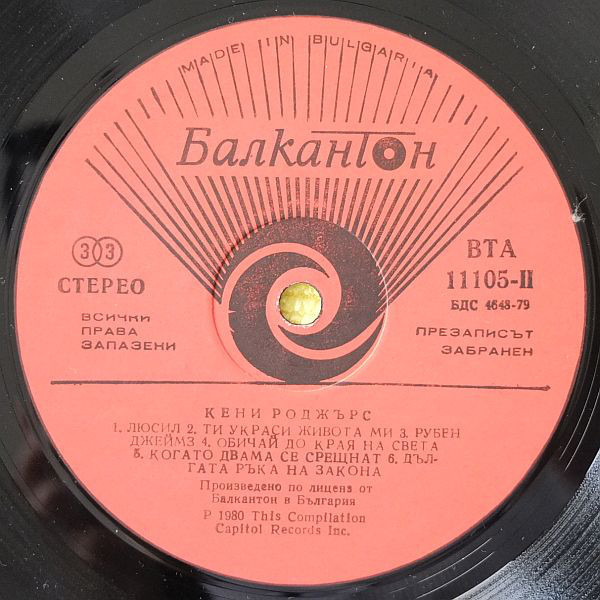 MADE IN BULGARIA
Балкантон
33
СТЕРЕО
ВСИЧКИ
ПРАВА
ЗАПАЗЕНИ
ВТА
11105-II
БДС 4648-79
ПРЕЗАПИСЪТ
ЗАБРАНЕН
КЕНИ РОДЖЪРС
1. ЛЮСИЛ 2. ТИ УКРАСИ ЖИВОТА МИ 3. РУБЕН
ДЖЕЙМЗ 4. ОБИЧАЙ ДО КРАЯ НА СВЕТА
5. КОГАТО ДВАМА СЕ СРЕЩНАТ 6. ДЪЛ-
ГАТА РЪКА НА ЗАКОНА
Произведено по лиценз от
Балкантон в България
P 1980 This Compilation
Capitol Records Inc.